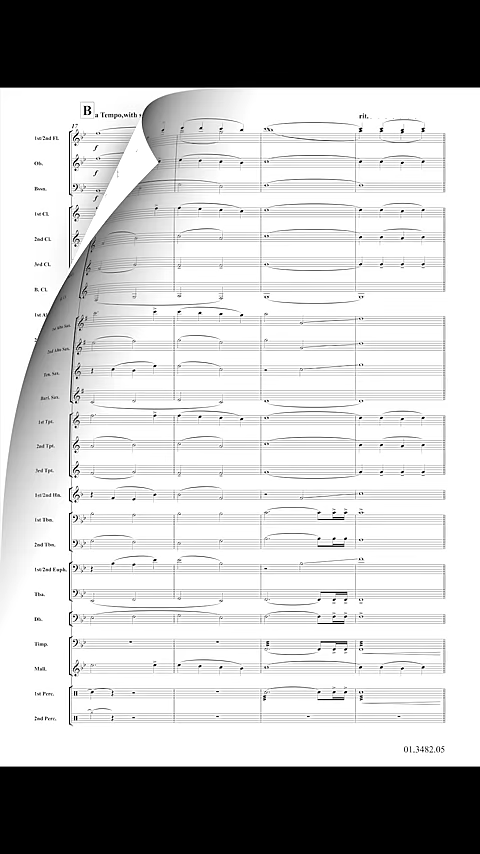 B a Tempo,with
rit.
17
1st/2nd Fl.
f
Ob.
f
Bssn.
f
1st Cl.
2nd Cl.
3rd Cl.
B. Cl.
1st Al
1st Alto Sax.
2nd Alto Sax.
Ten. Sax.
Bari. Sax.
1st Tpt.
2nd Tpt.
3rd Tpt.
1st/2nd Hn.
1st Tbn.
2nd Tbn.
1st/2nd Euph.
Tba.
Db.
Timp.
Mall.
1st Perc.
2nd Perc.
01.3482.05